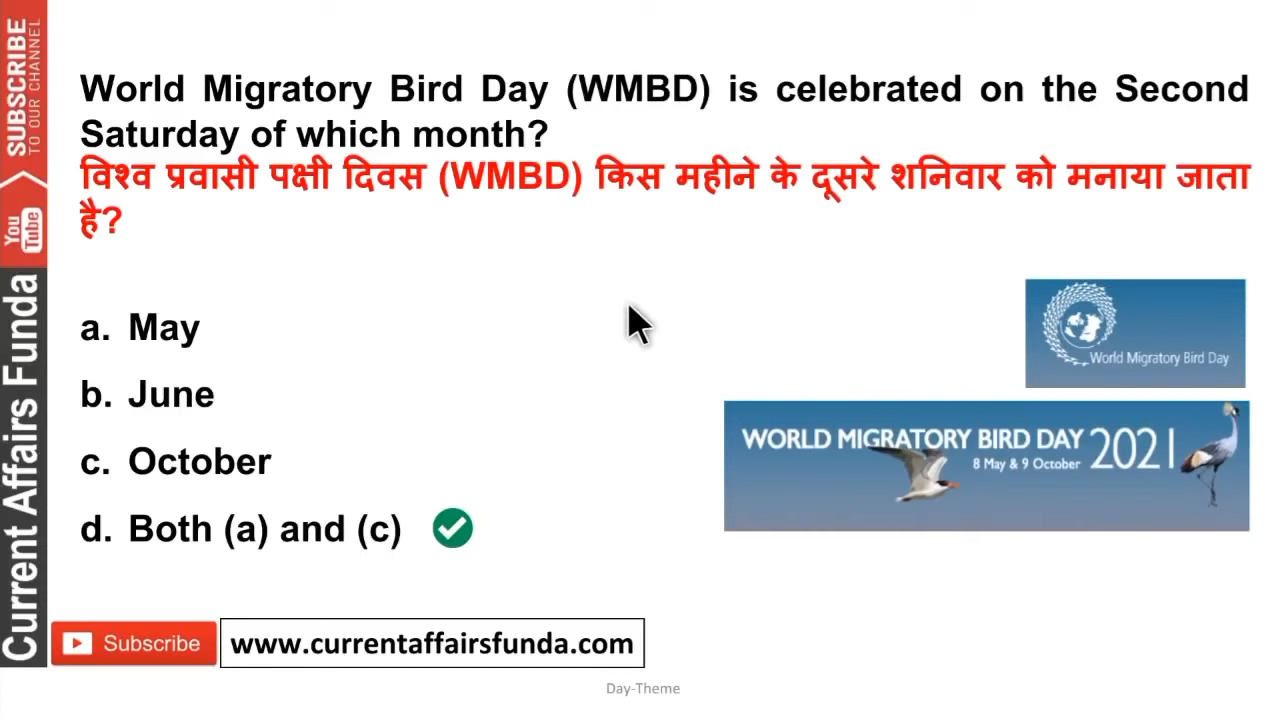 SUBSCRIBE
TO OUR CHANNEL
You Tube
Current Affairs Funda
World Migratory Bird Day (WMBD) is celebrated on the Second
Saturday of which month?
विश्व प्रवासी पक्षी दिवस (WMBD) किस महीने के दूसरे शनिवार को मनाया जाता
है?
a. May
b. June
c. October
d. Both (a) and (c)
World Migratory Bird Day
WORLD MIGRATORY BIRD DAY 2021
8 May & 9 October
Subscribe
www.currentaffairsfunda.com
Day-Theme